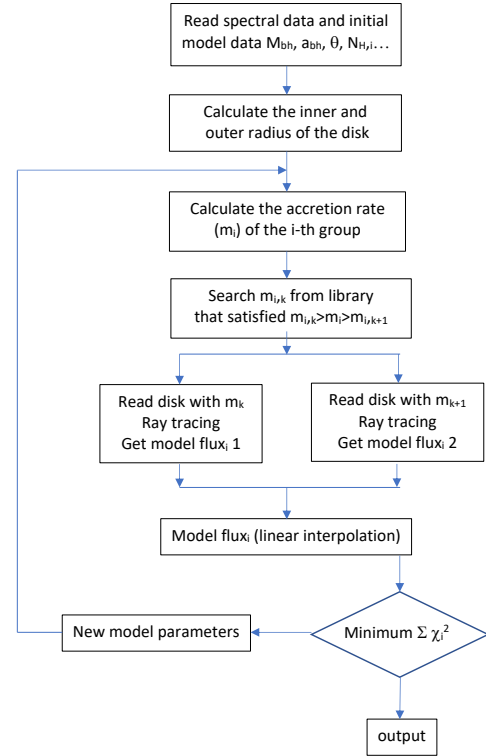 Read spectral data and initial
model data M_bh, a_bh, θ, N_H,i…
Calculate the inner and
outer radius of the disk
Calculate the accretion rate
(m_i) of the i-th group
Search m_i,k from library
that satisfied m_i,k>m_i>m_i,k+1
Read disk with m_k
Ray tracing
Get model flux_i 1
Read disk with m_k+1
Ray tracing
Get model flux_i 2
Model flux_i (linear interpolation)
New model parameters
Minimum Σ χ_i^2
output